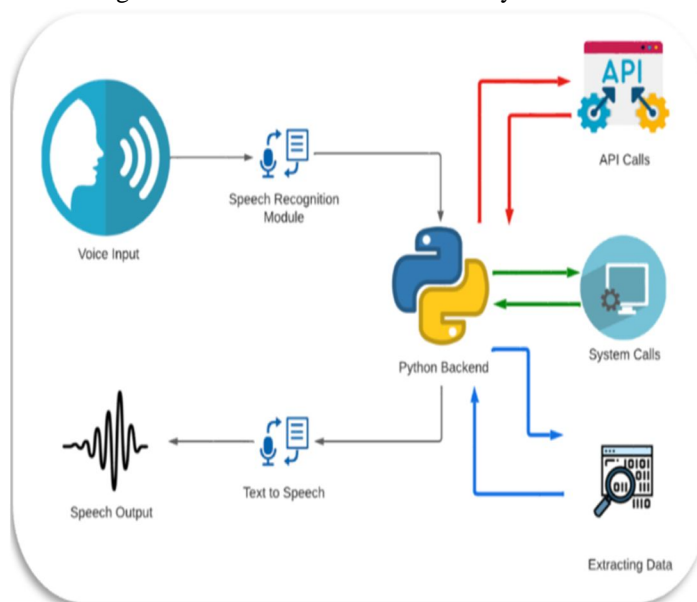 API
API Calls
Speech Recognition
Module
Voice Input
System Calls
Python Backend
Text to Speech
Speech Output
Extracting Data